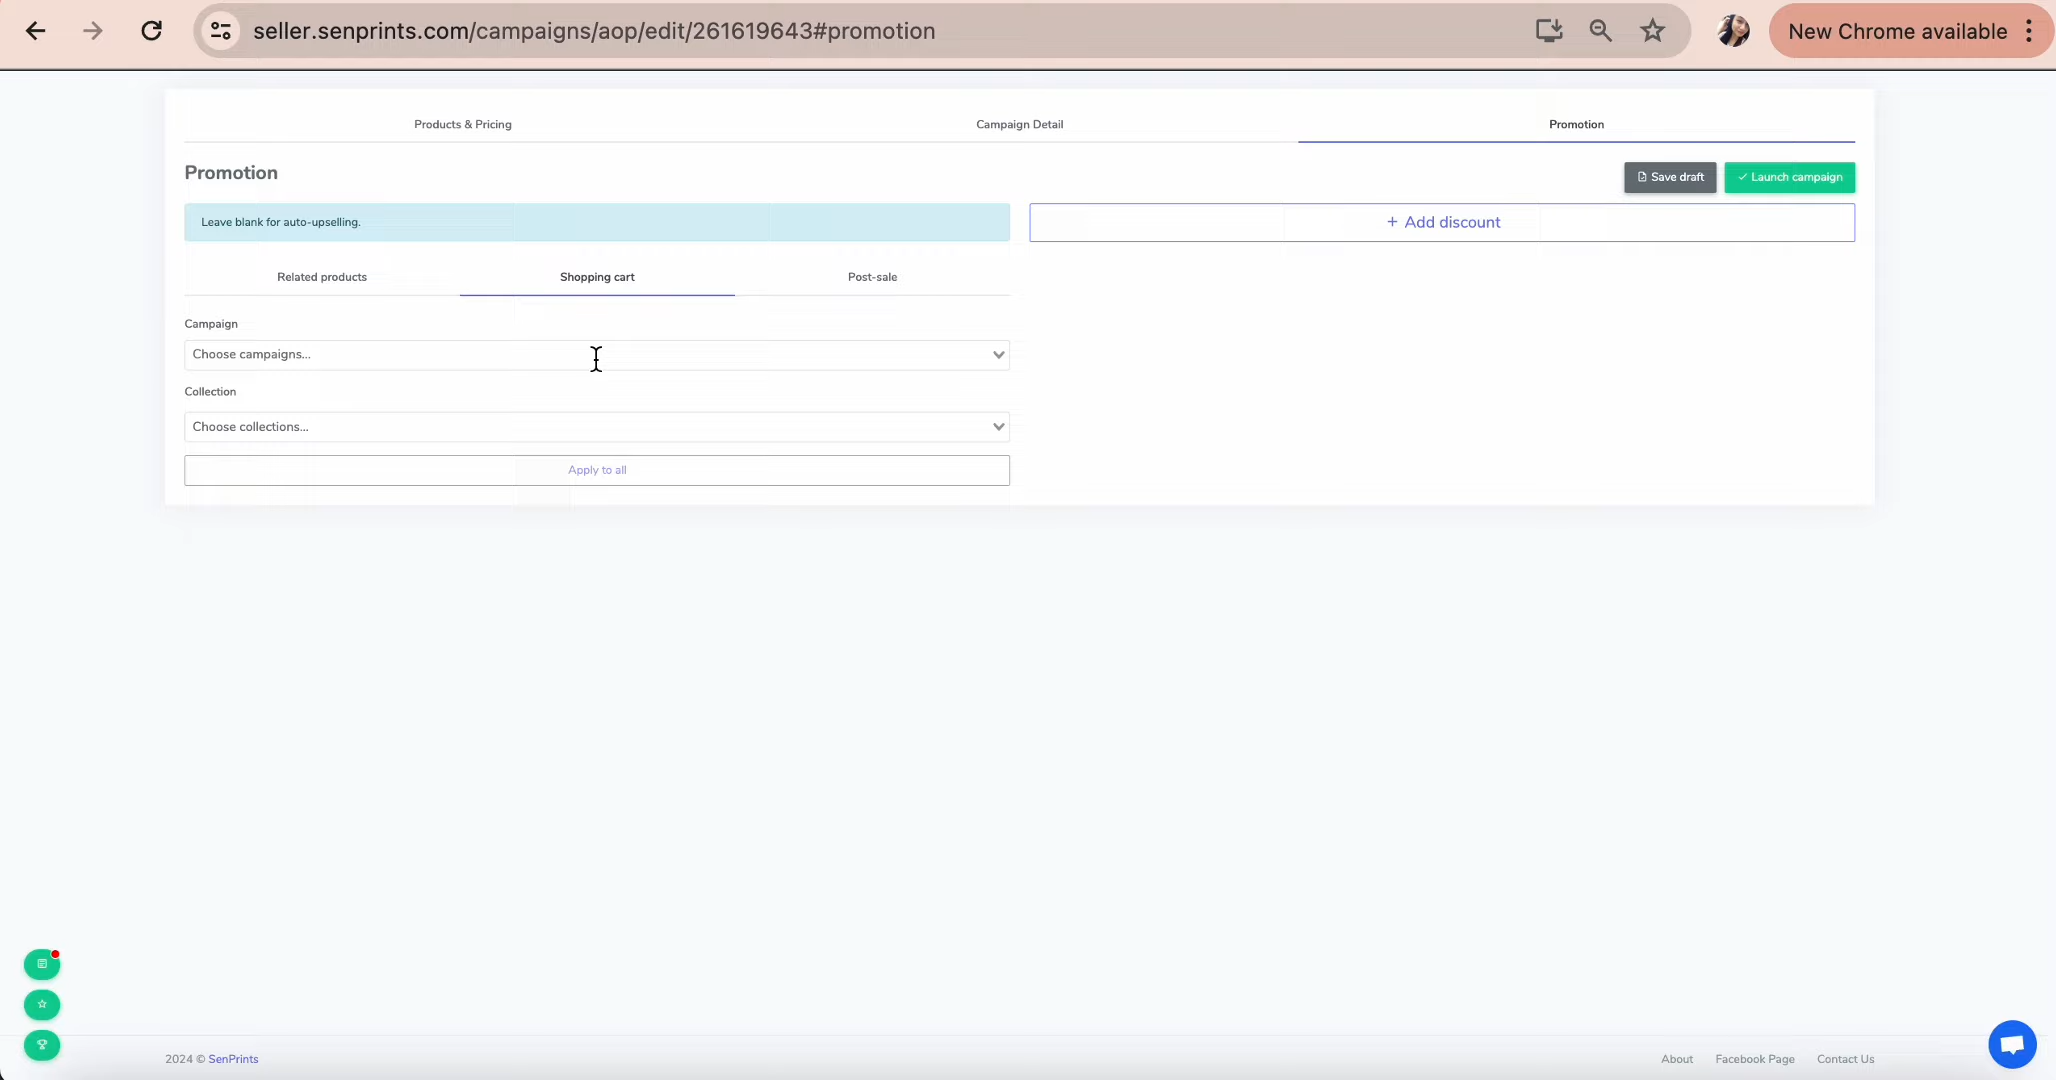 seller.senprints.com/campaigns/aop/edit/261619643#promotion
New Chrome available
Products & Pricing
Campaign Detail
Promotion
Promotion
Save draft
Launch campaign
Leave blank for auto-upselling.
+ Add discount
Related products
Shopping cart
Post-sale
Campaign
Choose campaigns...
Collection
Choose collections...
Apply to all
2024 © SenPrints
About
Facebook Page
Contact Us